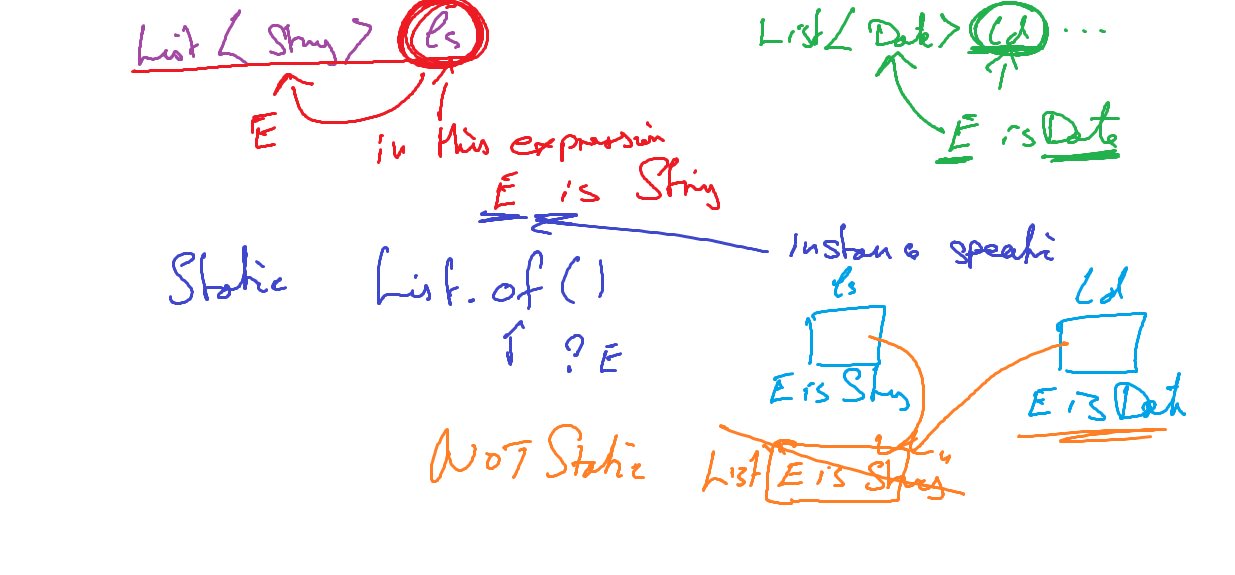 List < String > ls
List < Date > ld ...
E
in this expression
E is Date
E is String
instance specific
Static List.of()
ls
ld
? E
E is String
E is Date
NOT Static
List E is String "